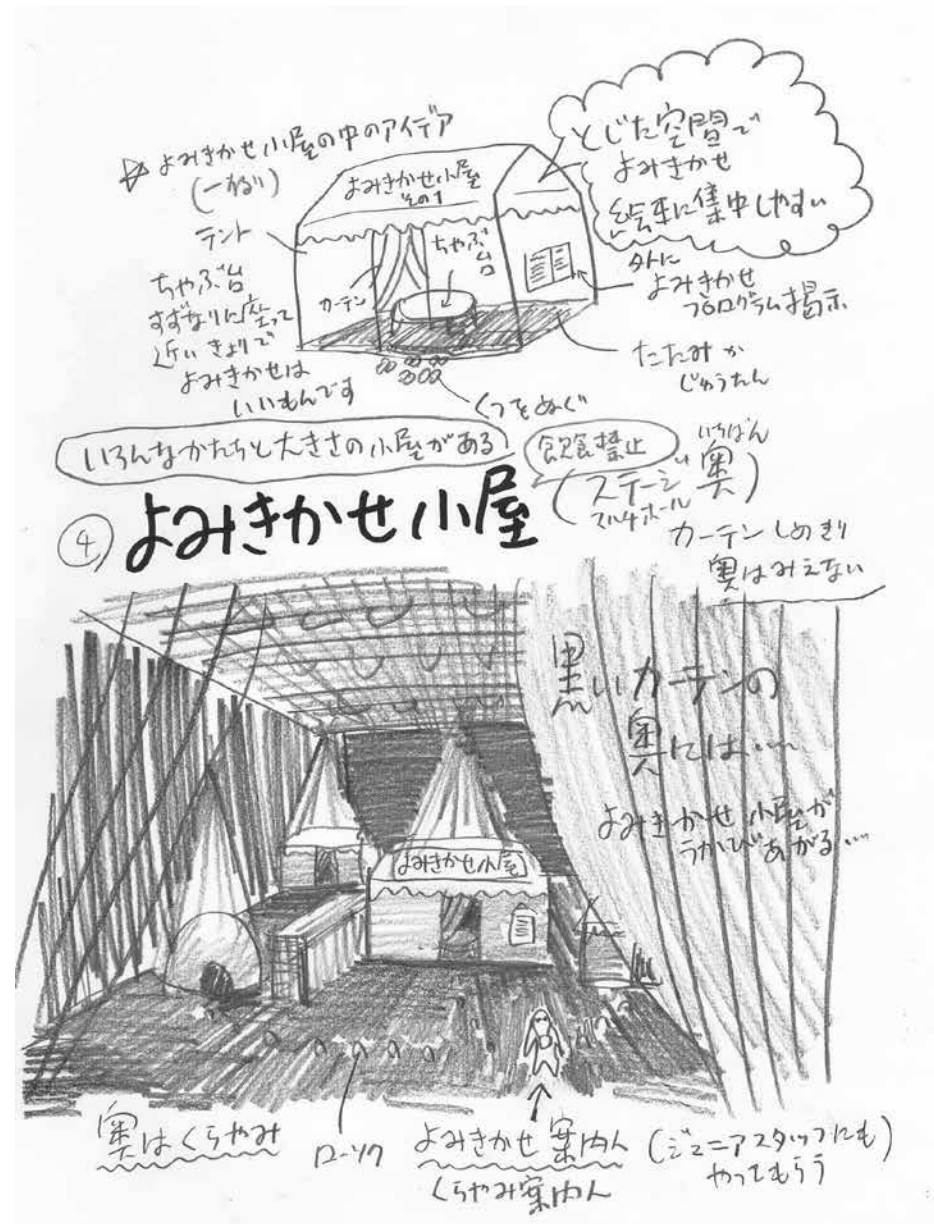 ☆よみきかせ小屋の中のアイデア
(一例)
とじた空間で
よみきかせ
絵本に集中しやすい
よみきかせ小屋
その1
テント
カーテン
ちゃぶ台
外に
よみきかせ
プログラム掲示
ちゃぶ台
すずなりに座って
近いきょりで
よみきかせは
いいもんです
たたみか
じゅうたん
くつをぬぐ
いろんなかたちと大きさの小屋がある
飲食禁止
④よみきかせ小屋
(ステージいちばん奥)
マルチホール
カーテンしめきり
奥はみえない
黒いカーテンの
奥には……
よみきかせ小屋が
うかびあがる…
よみきかせ小屋
奥はくらやみ
ローソク
よみきかせ案内人
くらやみ案内人
(ジュニアスタッフにも)
やってもらう